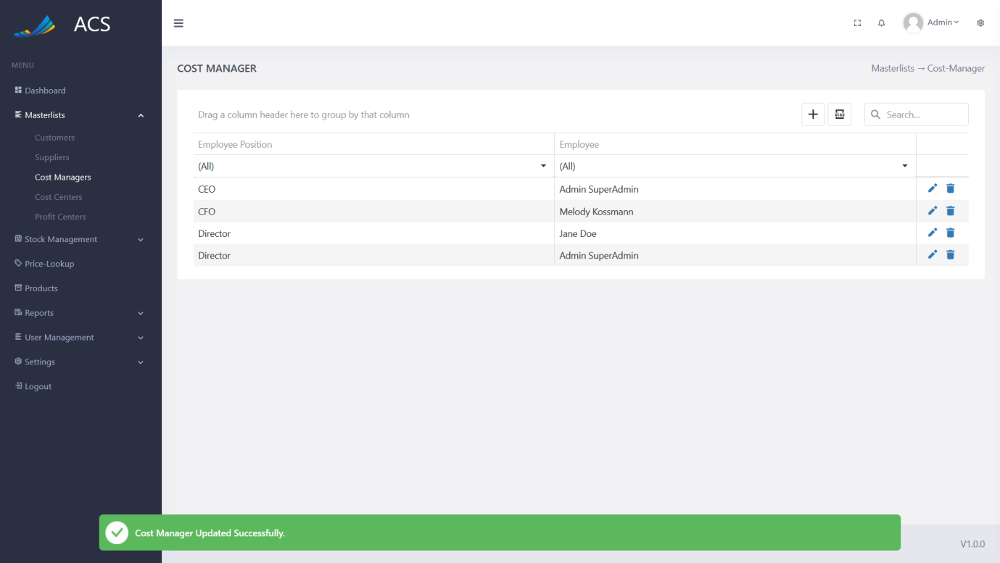 ACS
Admin
MENU
Dashboard
Masterlists
Customers
Suppliers
Cost Managers
Cost Centers
Profit Centers
Stock Management
Price-Lookup
Products
Reports
User Management
Settings
Logout
COST MANAGER
Masterlists → Cost-Manager
Drag a column header here to group by that column
Search...
Employee Position Employee
(All) (All)
CEO Admin SuperAdmin
CFO Melody Kossmann
Director Jane Doe
Director Admin SuperAdmin
Cost Manager Updated Successfully.
V1.0.0